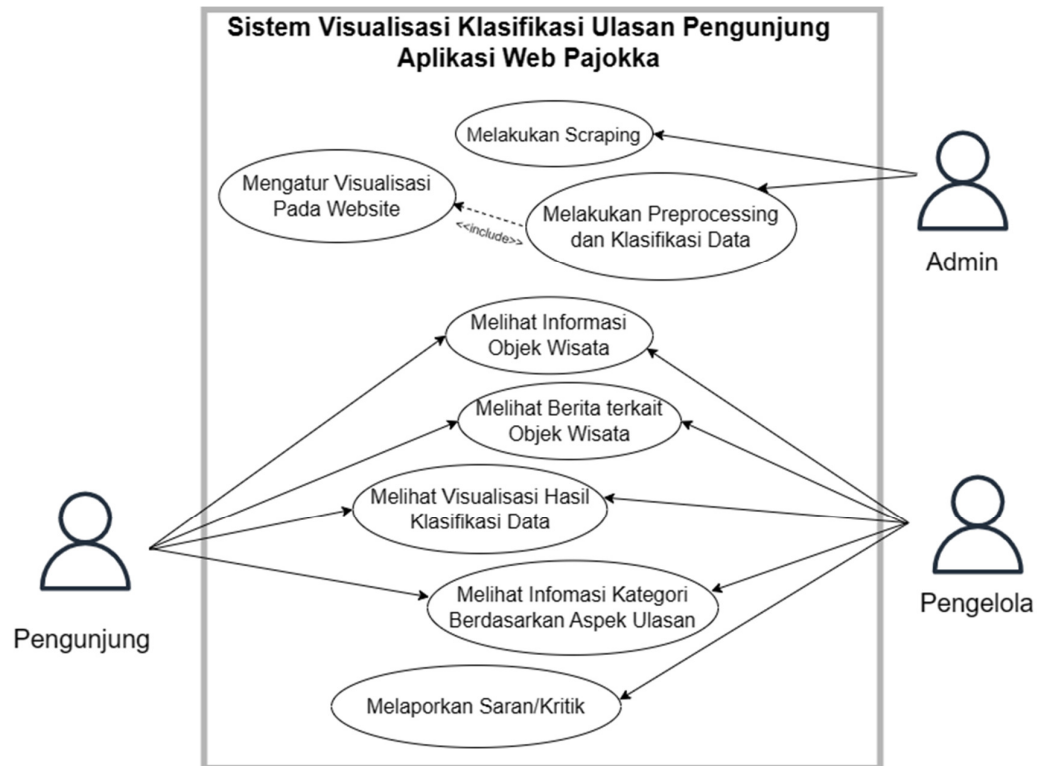 Sistem Visualisasi Klasifikasi Ulasan Pengunjung
Aplikasi Web Pajokka
Melakukan Scraping
Mengatur Visualisasi
Pada Website
<<include>>
Melakukan Preprocessing
dan Klasifikasi Data
Admin
Melihat Informasi
Objek Wisata
Melihat Berita terkait
Objek Wisata
Melihat Visualisasi Hasil
Klasifikasi Data
Melihat Infomasi Kategori
Berdasarkan Aspek Ulasan
Pengunjung
Pengelola
Melaporkan Saran/Kritik